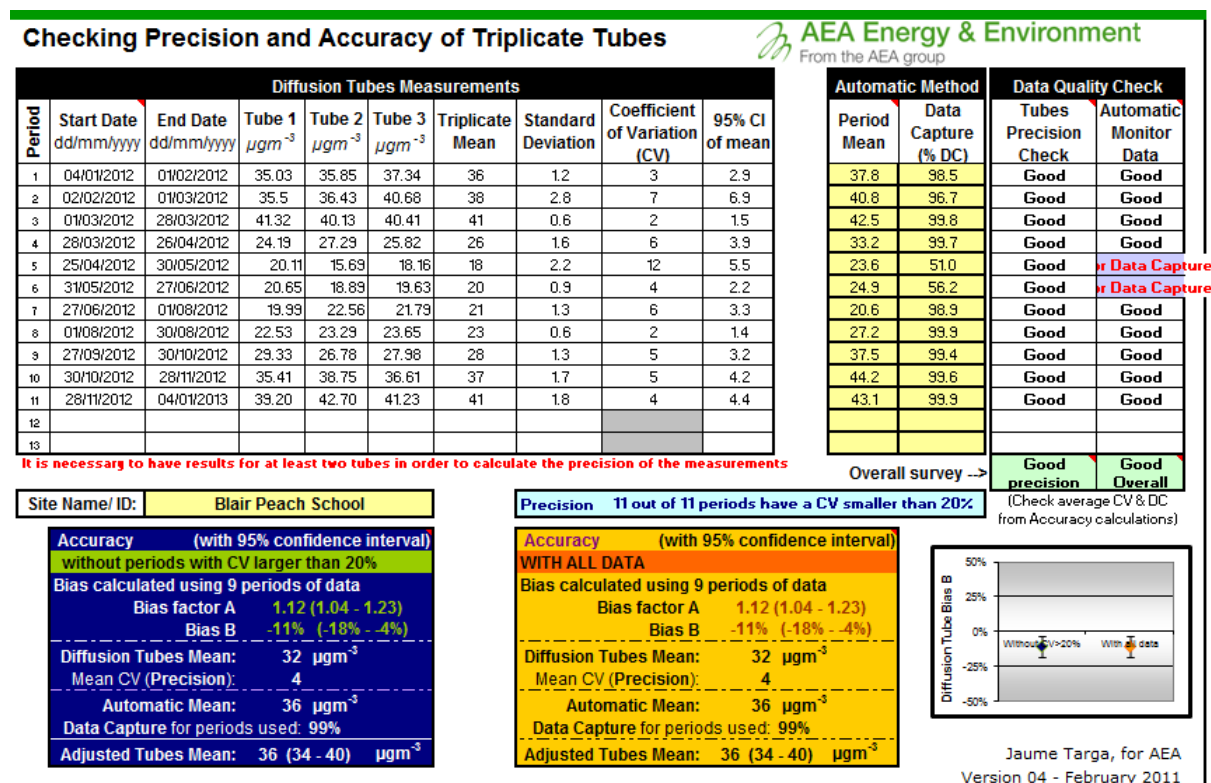 Checking Precision and Accuracy of Triplicate Tubes
AEA Energy & Environment
From the AEA group
Diffusion Tubes Measurements
Period Start Date dd/mm/yyyy End Date dd/mm/yyyy Tube 1 µgm⁻³ Tube 2 µgm⁻³ Tube 3 µgm⁻³ Triplicate Mean Standard Deviation Coefficient of Variation (CV) 95% CI of mean
1 04/01/2012 01/02/2012 35.03 35.85 37.34 36 1.2 3 2.9
2 02/02/2012 01/03/2012 35.5 36.43 40.68 38 2.8 7 6.9
3 01/03/2012 28/03/2012 41.32 40.13 40.41 41 0.6 2 1.5
4 28/03/2012 26/04/2012 24.19 27.29 25.82 26 1.6 6 3.9
5 25/04/2012 30/05/2012 20.11 15.69 18.16 18 2.2 12 5.5
6 31/05/2012 27/06/2012 20.65 18.89 19.63 20 0.9 4 2.2
7 27/06/2012 01/08/2012 19.99 22.56 21.79 21 1.3 6 3.3
8 01/08/2012 30/08/2012 22.53 23.29 23.65 23 0.6 2 1.4
9 27/09/2012 30/10/2012 29.33 26.78 27.98 28 1.3 5 3.2
10 30/10/2012 28/11/2012 35.41 38.75 36.61 37 1.7 5 4.2
11 28/11/2012 04/01/2013 39.20 42.70 41.23 41 1.8 4 4.4
12
13
Automatic Method
Period Mean Data Capture (% DC)
37.8 98.5
40.8 96.7
42.5 99.8
33.2 99.7
23.6 51.0
24.9 56.2
20.6 98.9
27.2 99.9
37.5 99.4
44.2 99.6
43.1 99.9
Data Quality Check
Tubes Precision Check Automatic Monitor Data
Good Good
Good Good
Good Good
Good Good
Good r Data Capture
Good r Data Capture
Good Good
Good Good
Good Good
Good Good
Good Good
It is necessary to have results for at least two tubes in order to calculate the precision of the measurements
Overall survey --> Good precision Good Overall
(Check average CV & DC
from Accuracy calculations)
Site Name/ ID: Blair Peach School
Precision 11 out of 11 periods have a CV smaller than 20%
Accuracy (with 95% confidence interval)
without periods with CV larger than 20%
Bias calculated using 9 periods of data
Bias factor A 1.12 (1.04 - 1.23)
Bias B -11% (-18% - -4%)
Diffusion Tubes Mean: 32 µgm⁻³
Mean CV (Precision): 4
Automatic Mean: 36 µgm⁻³
Data Capture for periods used: 99%
Adjusted Tubes Mean: 36 (34 - 40) µgm⁻³
Accuracy (with 95% confidence interval)
WITH ALL DATA
Bias calculated using 9 periods of data
Bias factor A 1.12 (1.04 - 1.23)
Bias B -11% (-18% - -4%)
Diffusion Tubes Mean: 32 µgm⁻³
Mean CV (Precision): 4
Automatic Mean: 36 µgm⁻³
Data Capture for periods used: 99%
Adjusted Tubes Mean: 36 (34 - 40) µgm⁻³
Diffusion Tube Bias B
50%
25%
0%
-25%
-50%
Without CV>20% With all data
Jaume Targa, for AEA
Version 04 - February 2011